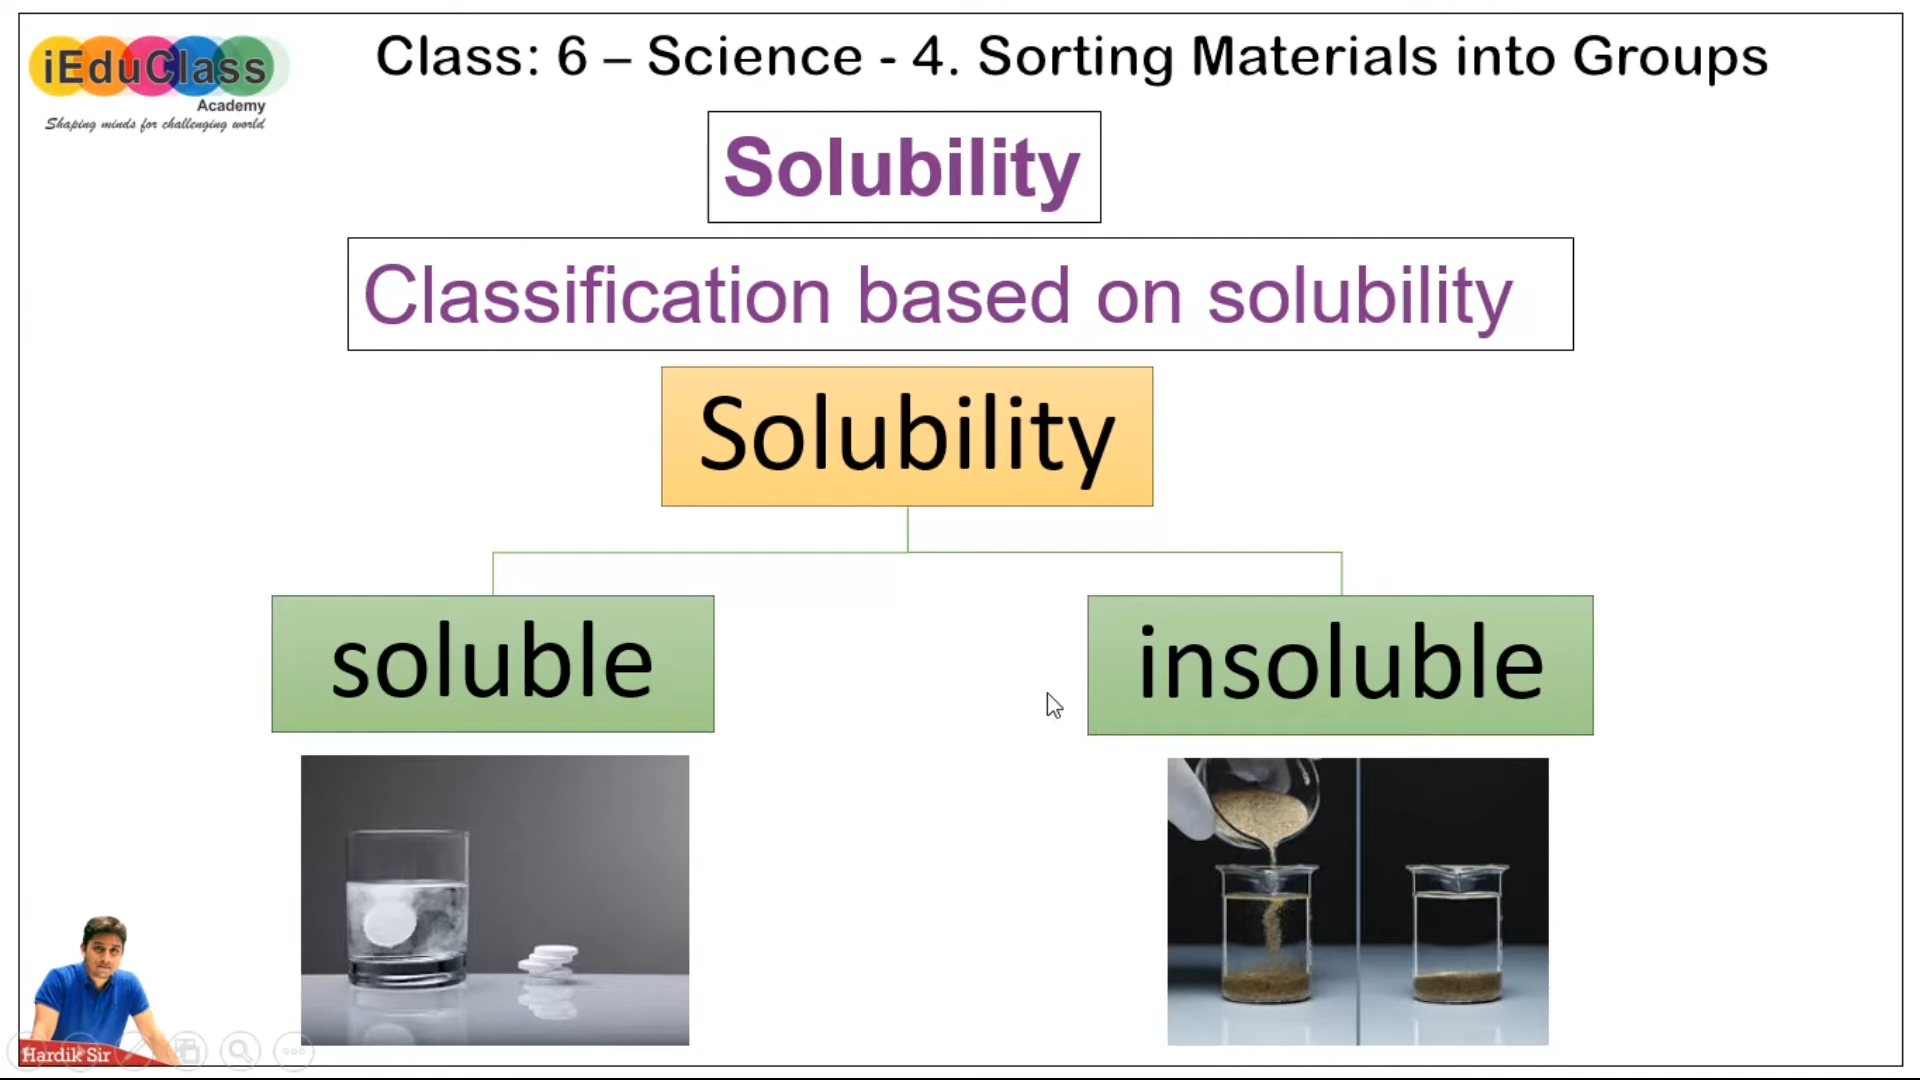 iEduClass
Academy
Shaping minds for challenging world
Class: 6 – Science - 4. Sorting Materials into Groups
Solubility
Classification based on solubility
Solubility
soluble
insoluble
Hardik Sir